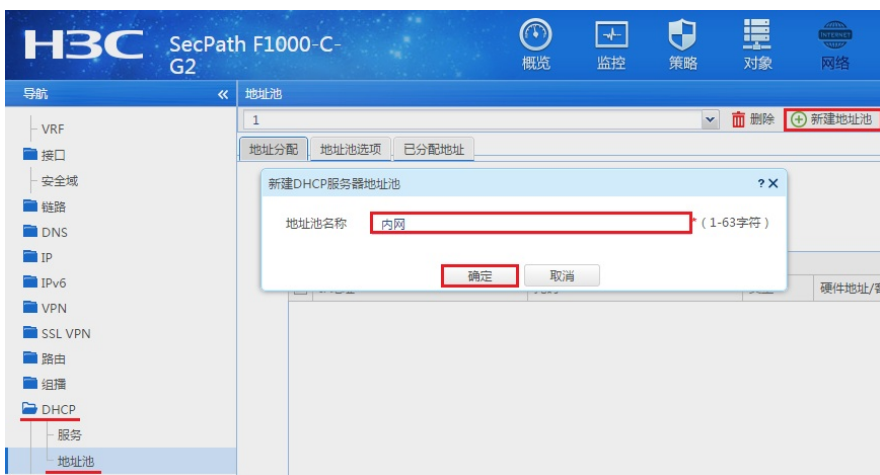 H3C SecPath F1000-C-G2
概览 监控 策略 对象 网络
导航 «
地址池
1 删除 新建地址池
地址分配 地址池选项 已分配地址
VRF
接口
安全域
链路
DNS
IP
IPv6
VPN
SSL VPN
路由
组播
DHCP
服务
地址池
新建DHCP服务器地址池 ? X
地址池名称 内网 * (1-63字符)
确定 取消
硬件地址/